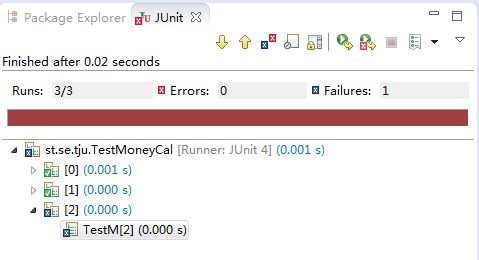 Package Explorer JUnit
Finished after 0.02 seconds
Runs: 3/3 Errors: 0 Failures: 1
st.se.tju.TestMoneyCal [Runner: JUnit 4] (0.001 s)
[0] (0.001 s)
[1] (0.000 s)
[2] (0.000 s)
TestM[2] (0.000 s)